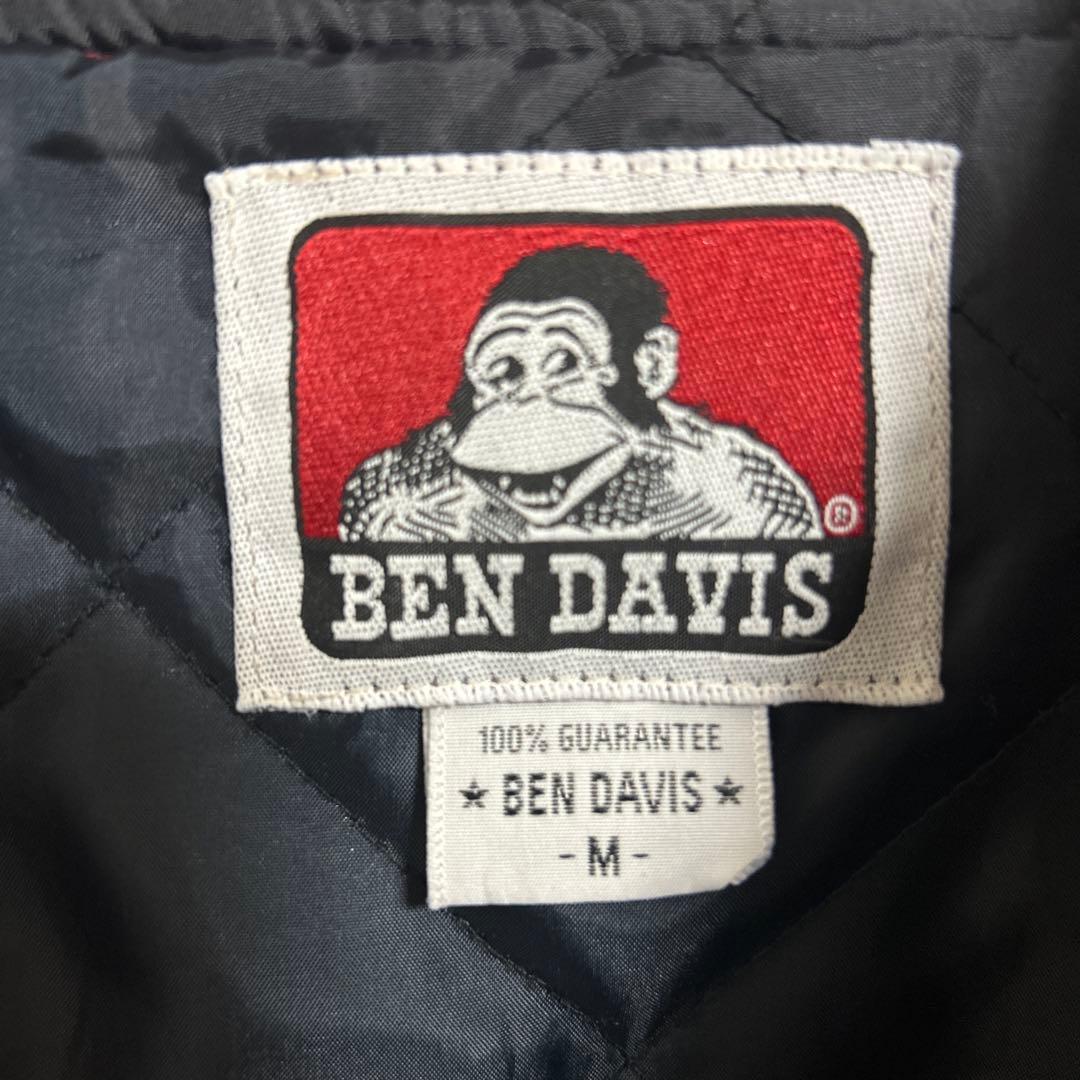 ®
BEN DAVIS
100% GUARANTEE
★ BEN DAVIS ★
- M -